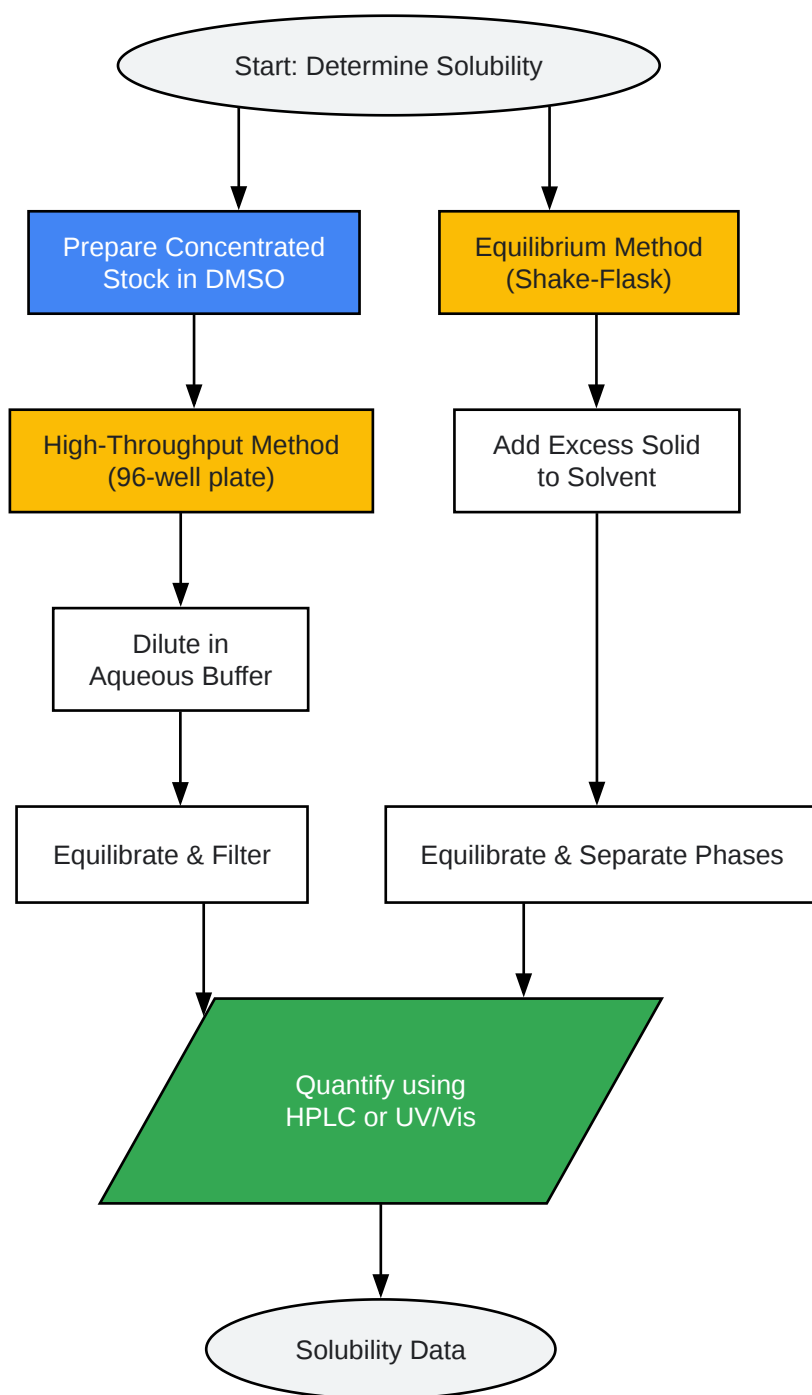 Start: Determine Solubility
Prepare Concentrated
Stock in DMSO
Equilibrium Method
(Shake-Flask)
High-Throughput Method
(96-well plate)
Add Excess Solid
to Solvent
Dilute in
Aqueous Buffer
Equilibrate & Filter
Equilibrate & Separate Phases
Quantify using
HPLC or UV/Vis
Solubility Data